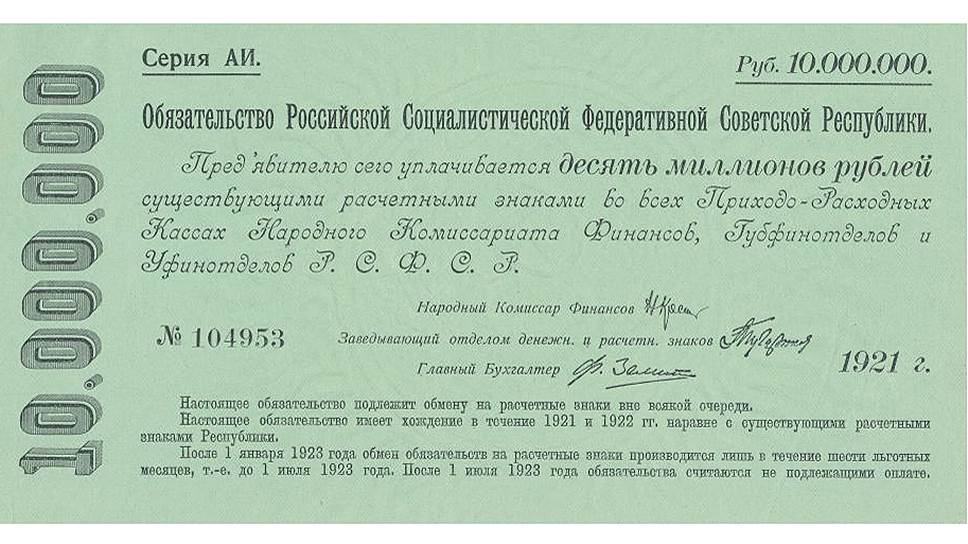 10.000.000
Серия АИ.
Руб. 10.000.000.
Обязательство Российской Социалистической Федеративной Советской Республики.
Пред'явителю сего уплачивается десять миллионов рублей
существующими расчетными знаками во всех Приходо-Расходных
Кассах Народного Комиссариата Финансов, Губфинотделов и
Уфинотделов Р. С. Ф. С. Р.
Народный Комиссар Финансов
№ 104953
Заведывающий отделом денежн. и расчетн. знаков
Главный Бухгалтер
1921 г.
Настоящее обязательство подлежит обмену на расчетные знаки вне всякой очереди.
Настоящее обязательство имеет хождение в течение 1921 и 1922 гг. наравне с существующими расчетными
знаками Республики.
После 1 января 1923 года обмен обязательств на расчетные знаки производится лишь в течение шести льготных
месяцев, т.-е. до 1 июля 1923 года. После 1 июля 1923 года обязательства считаются не подлежащими оплате.